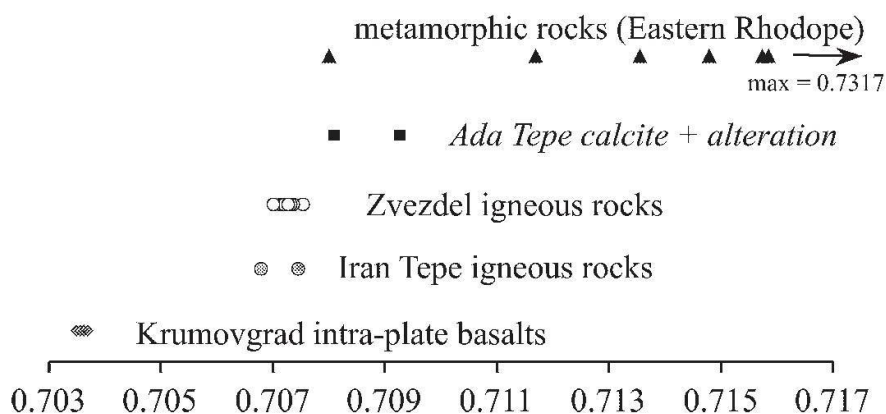 metamorphic rocks (Eastern Rhodope)
max = 0.7317
Ada Tepe calcite + alteration
Zvezdel igneous rocks
Iran Tepe igneous rocks
Krumovgrad intra-plate basalts
0.703 0.705 0.707 0.709 0.711 0.713 0.715 0.717